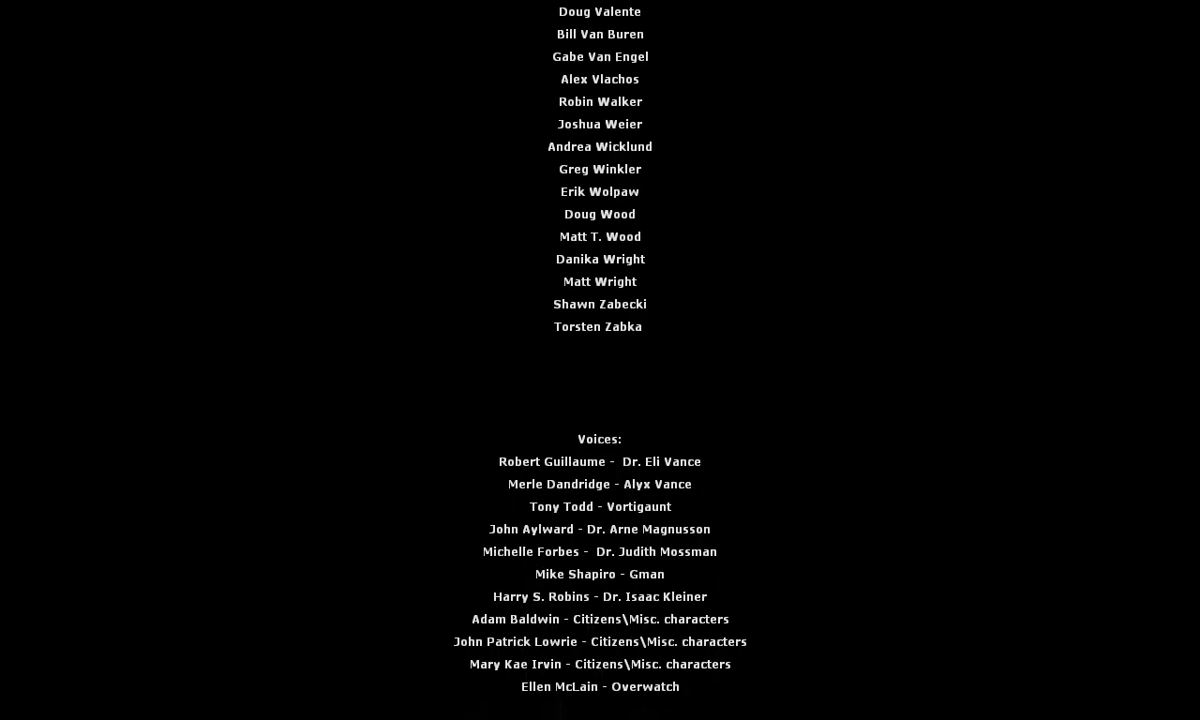 Doug Valente
Bill Van Buren
Gabe Van Engel
Alex Vlachos
Robin Walker
Joshua Weier
Andrea Wicklund
Greg Winkler
Erik Wolpaw
Doug Wood
Matt T. Wood
Danika Wright
Matt Wright
Shawn Zabecki
Torsten Zabka
Voices:
Robert Guillaume -  Dr. Eli Vance
Merle Dandridge - Alyx Vance
Tony Todd - Vortigaunt
John Aylward - Dr. Arne Magnusson
Michelle Forbes -  Dr. Judith Mossman
Mike Shapiro - Gman
Harry S. Robins - Dr. Isaac Kleiner
Adam Baldwin - Citizens\Misc. characters
John Patrick Lowrie - Citizens\Misc. characters
Mary Kae Irvin - Citizens\Misc. characters
Ellen McLain - Overwatch